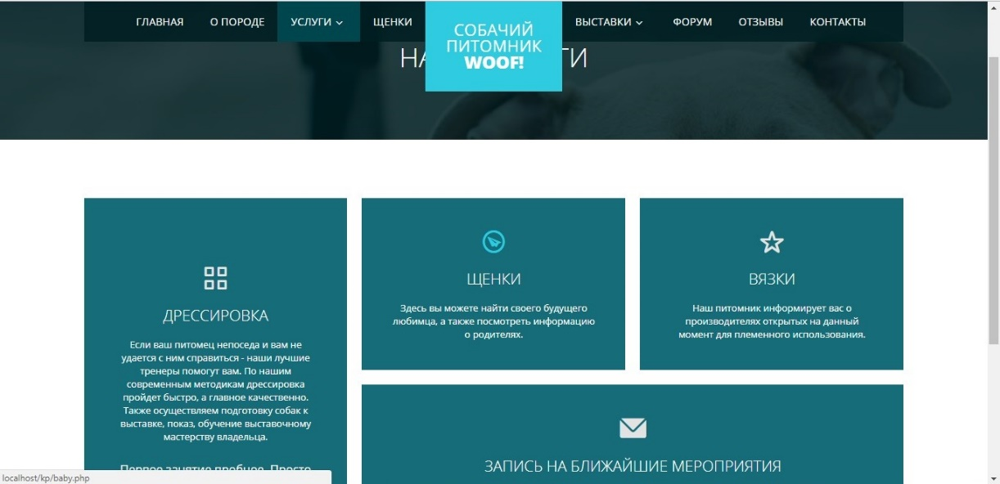 ГЛАВНАЯ
О ПОРОДЕ
УСЛУГИ
ЩЕНКИ
СОБАЧИЙ
ПИТОМНИК
WOOF!
ВЫСТАВКИ
ФОРУМ
ОТЗЫВЫ
КОНТАКТЫ
ДРЕССИРОВКА
Если ваш питомец непоседа и вам не
удается с ним справиться - наши лучшие
тренеры помогут вам. По нашим
современным методикам дрессировка
пройдет быстро, а главное качественно.
Также осуществляем подготовку собак к
выставке, показ, обучение выставочному
мастерству владельца.
Первое занятие пробное. Просто
ЩЕНКИ
Здесь вы можете найти своего будущего
любимца, а также посмотреть информацию
о родителях.
ВЯЗКИ
Наш питомник информирует вас о
производителях открытых на данный
момент для племенного использования.
ЗАПИСЬ НА БЛИЖАЙШИЕ МЕРОПРИЯТИЯ
localhost/kp/baby.php